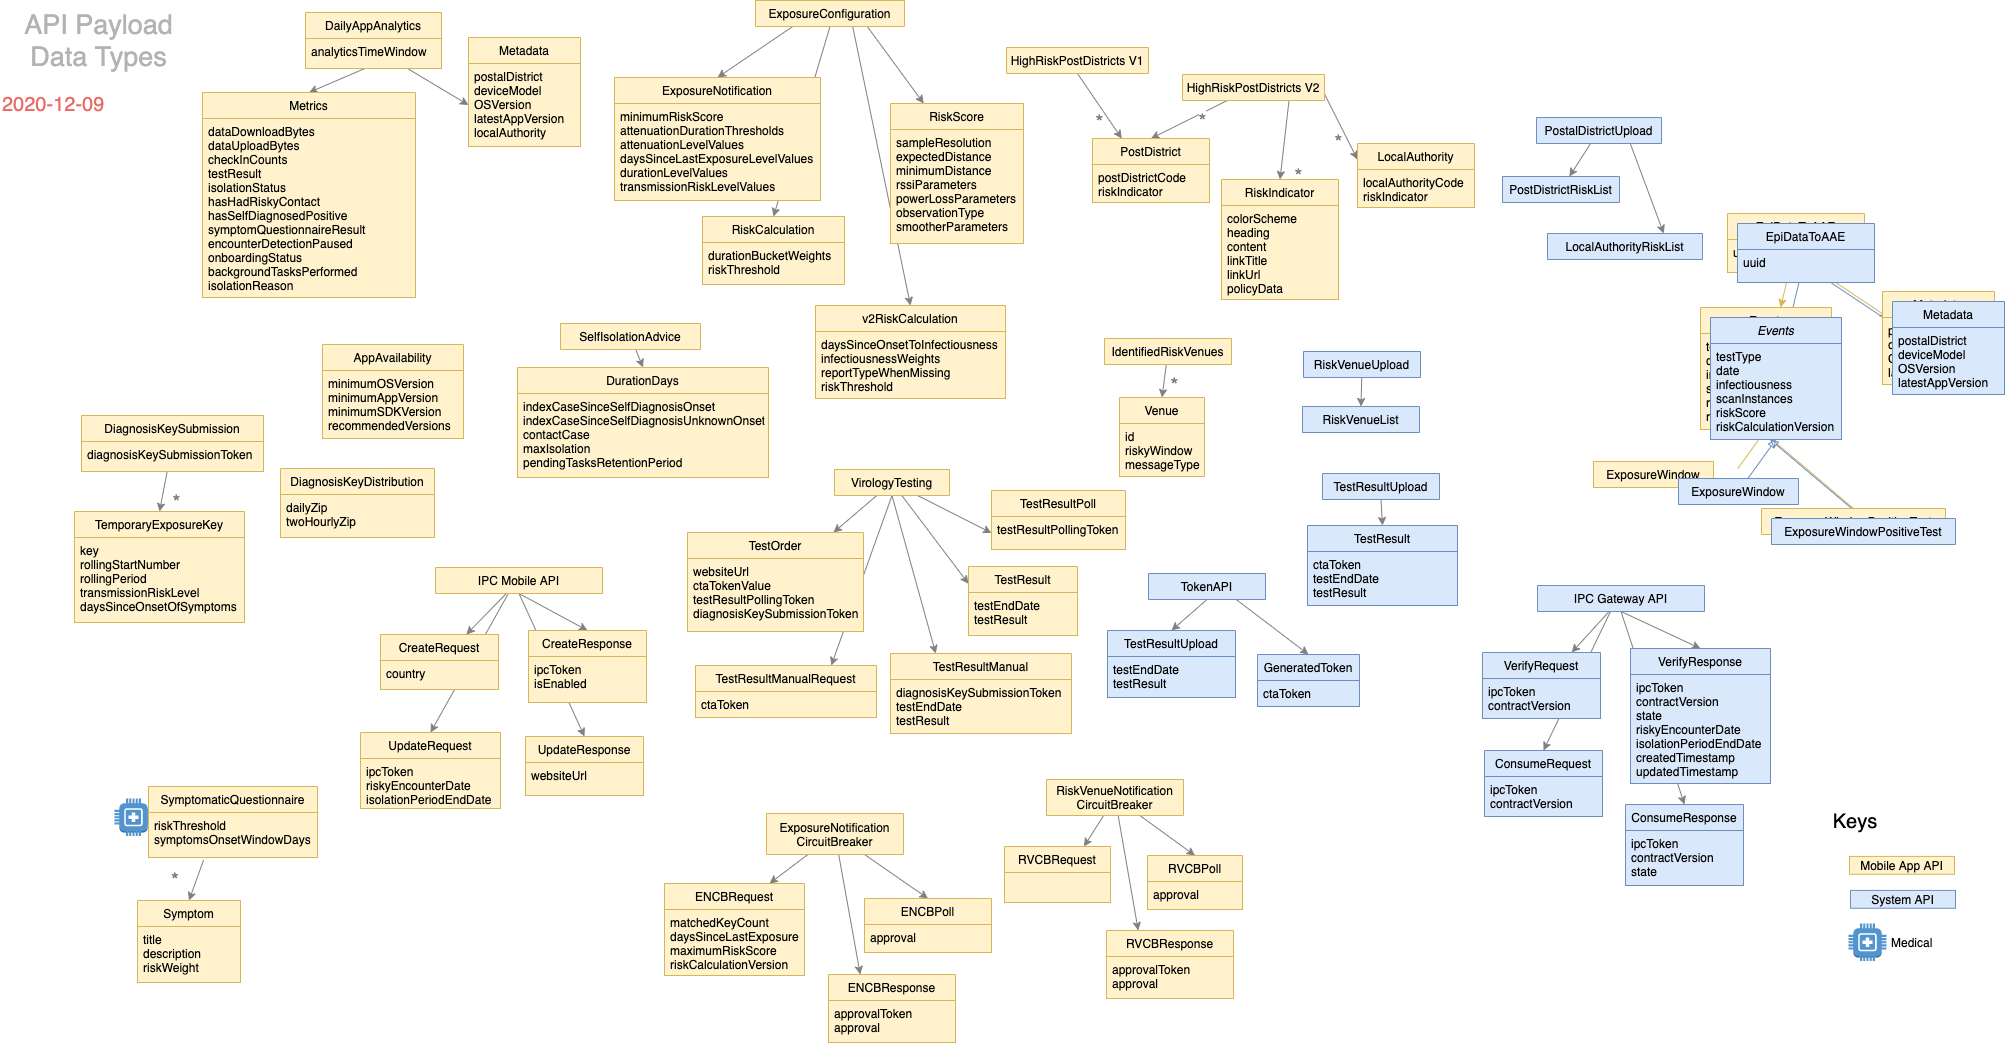 API Payload
Data Types
2020-12-09
DailyAppAnalytics
analyticsTimeWindow
Metadata
postalDistrict
deviceModel
OSVersion
latestAppVersion
localAuthority
Metrics
dataDownloadBytes
dataUploadBytes
checkInCounts
testResult
isolationStatus
hasHadRiskyContact
hasSelfDiagnosedPositive
symptomQuestionnaireResult
encounterDetectionPaused
onboardingStatus
backgroundTasksPerformed
isolationReason
ExposureConfiguration
ExposureNotification
minimumRiskScore
attenuationDurationThresholds
attenuationLevelValues
daysSinceLastExposureLevelValues
durationLevelValues
transmissionRiskLevelValues
RiskCalculation
durationBucketWeights
riskThreshold
RiskScore
sampleResolution
expectedDistance
minimumDistance
rssiParameters
powerLossParameters
observationType
smootherParameters
v2RiskCalculation
daysSinceOnsetToInfectiousness
infectiousnessWeights
reportTypeWhenMissing
riskThreshold
HighRiskPostDistricts V1
*
HighRiskPostDistricts V2
*
*
*
PostDistrict
postDistrictCode
riskIndicator
RiskIndicator
colorScheme
heading
content
linkTitle
linkUrl
policyData
LocalAuthority
localAuthorityCode
riskIndicator
PostalDistrictUpload
PostDistrictRiskList
LocalAuthorityRiskList
EpiDataToAAE
uuid
Metadata
postalDistrict
deviceModel
OSVersion
latestAppVersion
Events
testType
date
infectiousness
scanInstances
riskScore
riskCalculationVersion
ExposureWindow
ExposureWindow
ExposureWindowPositiveTest
SelfIsolationAdvice
DurationDays
indexCaseSinceSelfDiagnosisOnset
indexCaseSinceSelfDiagnosisUnknownOnset
contactCase
maxIsolation
pendingTasksRetentionPeriod
AppAvailability
minimumOSVersion
minimumAppVersion
minimumSDKVersion
recommendedVersions
DiagnosisKeySubmission
diagnosisKeySubmissionToken
*
TemporaryExposureKey
key
rollingStartNumber
rollingPeriod
transmissionRiskLevel
daysSinceOnsetOfSymptoms
DiagnosisKeyDistribution
dailyZip
twoHourlyZip
IdentifiedRiskVenues
*
Venue
id
riskyWindow
messageType
RiskVenueUpload
RiskVenueList
TestResultUpload
TestResult
ctaToken
testEndDate
testResult
VirologyTesting
TestResultPoll
testResultPollingToken
TestOrder
websiteUrl
ctaTokenValue
testResultPollingToken
diagnosisKeySubmissionToken
TestResult
testEndDate
testResult
TestResultManualRequest
ctaToken
TestResultManual
diagnosisKeySubmissionToken
testEndDate
testResult
TokenAPI
TestResultUpload
testEndDate
testResult
GeneratedToken
ctaToken
IPC Mobile API
CreateRequest
country
CreateResponse
ipcToken
isEnabled
UpdateRequest
ipcToken
riskyEncounterDate
isolationPeriodEndDate
UpdateResponse
websiteUrl
IPC Gateway API
VerifyRequest
ipcToken
contractVersion
VerifyResponse
ipcToken
contractVersion
state
riskyEncounterDate
isolationPeriodEndDate
createdTimestamp
updatedTimestamp
ConsumeRequest
ipcToken
contractVersion
ConsumeResponse
ipcToken
contractVersion
state
SymptomaticQuestionnaire
riskThreshold
symptomsOnsetWindowDays
*
Symptom
title
description
riskWeight
ExposureNotification
CircuitBreaker
ENCBRequest
matchedKeyCount
daysSinceLastExposure
maximumRiskScore
riskCalculationVersion
ENCBPoll
approval
ENCBResponse
approvalToken
approval
RiskVenueNotification
CircuitBreaker
RVCBRequest
RVCBPoll
approval
RVCBResponse
approvalToken
approval
Keys
Mobile App API
System API
Medical